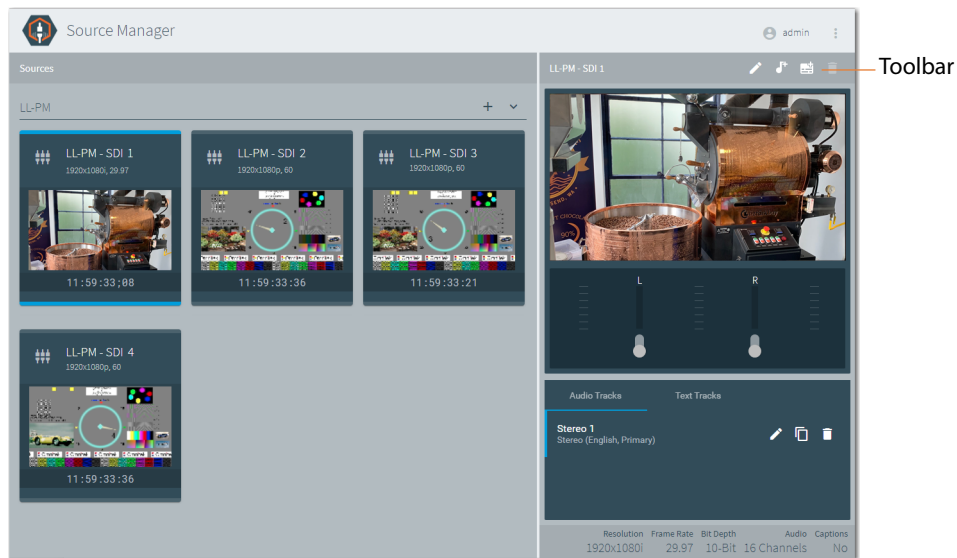 Source Manager
admin
Toolbar
Sources
LL-PM - SDI 1
LL-PM
LL-PM - SDI 1
1920x1080i, 29.97
11:59:33;08
LL-PM - SDI 2
1920x1080p, 60
11:59:33:36
LL-PM - SDI 3
1920x1080p, 60
11:59:33:21
LL-PM - SDI 4
1920x1080p, 60
11:59:33:36
90%
L R
Audio Tracks Text Tracks
Stereo 1
Stereo (English, Primary)
Resolution Frame Rate Bit Depth Audio Captions
1920x1080i 29.97 10-Bit 16 Channels No